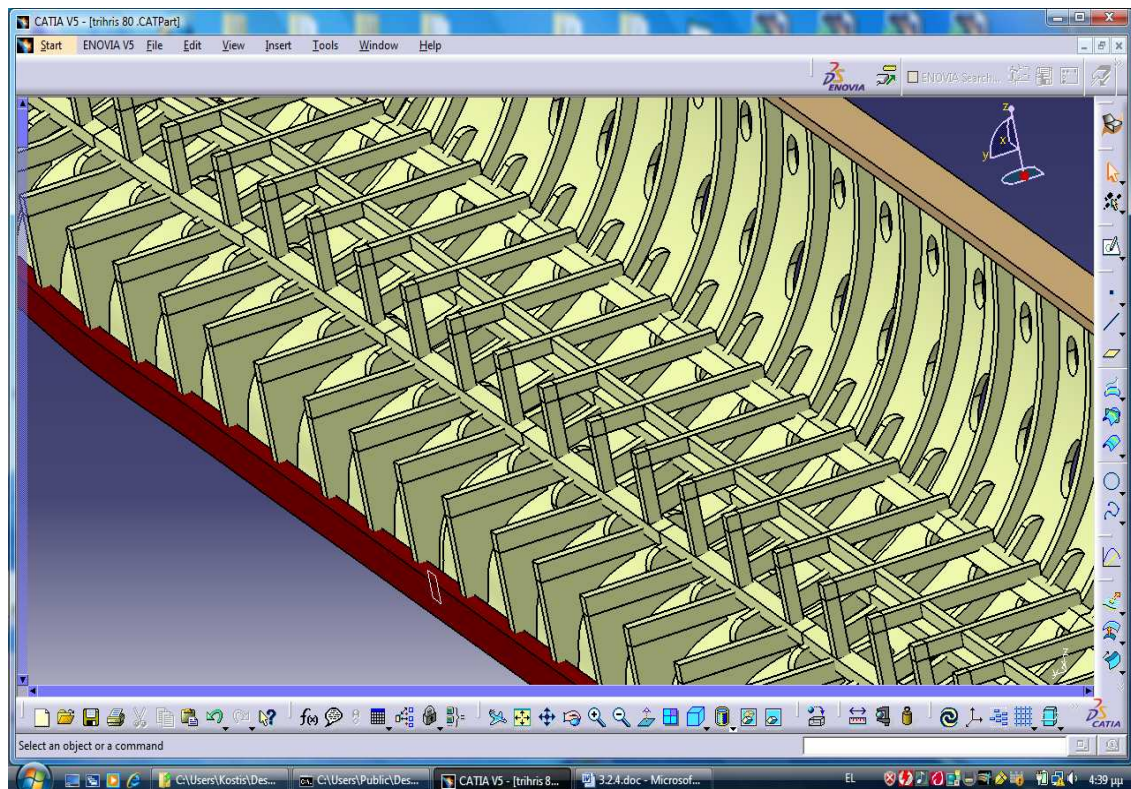 CATIA V5 - [trihris 80 .CATPart]
Start ENOVIA V5 File Edit View Insert Tools Window Help
ENOVIA
ENOVIA Search...
z
x
y
z
f(x)
CATIA
Select an object or a command
C:\Users\Kostis\Des... C:\Users\Public\Des... CATIA V5 - [trihris 8... 3.2.4.doc - Microsof... EL 4:39 μμ